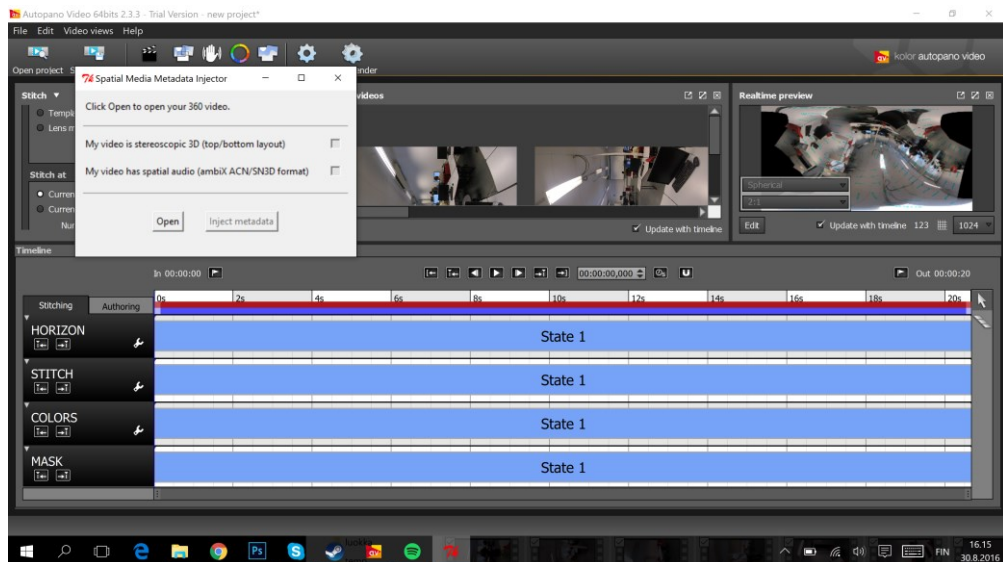 Autopano Video 64bits 2.3.3 - Trial Version - new project*
File Edit Video views Help
Open project
kolor autopano video
Spatial Media Metadata Injector
Click Open to open your 360 video.
My video is stereoscopic 3D (top/bottom layout)
My video has spatial audio (ambiX ACN/SN3D format)
Open Inject metadata
Stitch
Stitch at
videos
Update with timeline
Realtime preview
Spherical
2:1
Edit Update with timeline 123 1024
Timeline
In 00:00:00 00:00:00,000 Out 00:00:20
Stitching Authoring 0s 2s 4s 6s 8s 10s 12s 14s 16s 18s 20s
HORIZON State 1
STITCH State 1
COLORS State 1
MASK State 1
Ps FIN 16.15
30.8.2016